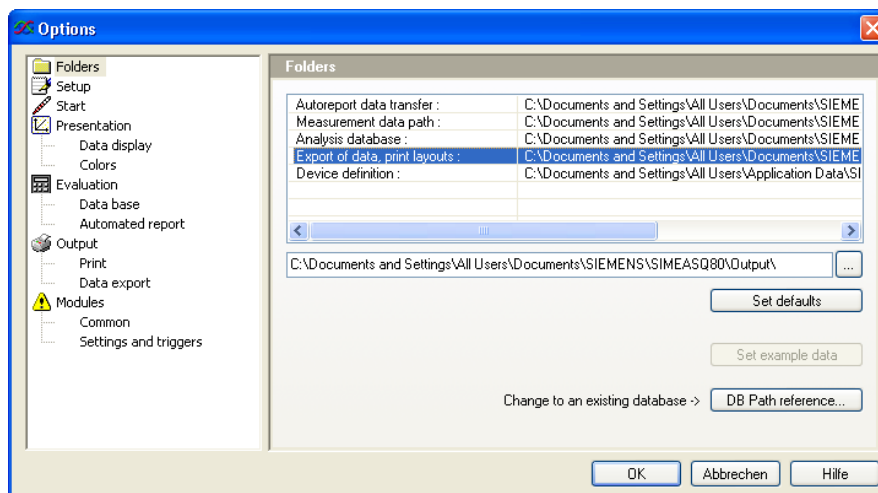 Options
Folders
Setup
Start
Presentation
Data display
Colors
Evaluation
Data base
Automated report
Output
Print
Data export
Modules
Common
Settings and triggers
Folders
Autoreport data transfer : C:\Documents and Settings\All Users\Documents\SIEME
Measurement data path : C:\Documents and Settings\All Users\Documents\SIEME
Analysis database : C:\Documents and Settings\All Users\Documents\SIEME
Export of data, print layouts : C:\Documents and Settings\All Users\Documents\SIEME
Device definition : C:\Documents and Settings\All Users\Application Data\SI
C:\Documents and Settings\All Users\Documents\SIEMENS\SIMEASQ80\Output\ ...
Set defaults
Set example data
Change to an existing database -> DB Path reference...
OK Abbrechen Hilfe